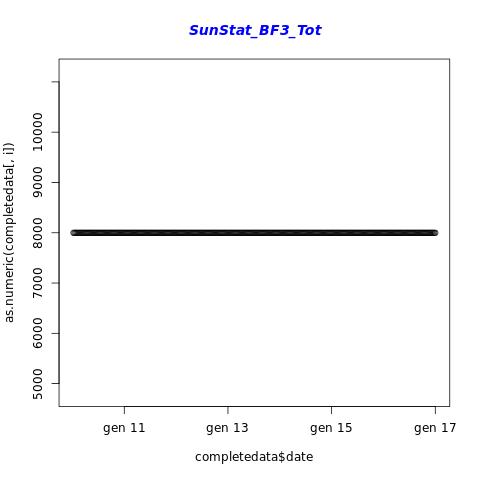 SunStat_BF3_Tot
as.numeric(completedata[, i])
10000
9000
8000
7000
6000
5000
gen 11 gen 13 gen 15 gen 17
completedata$date